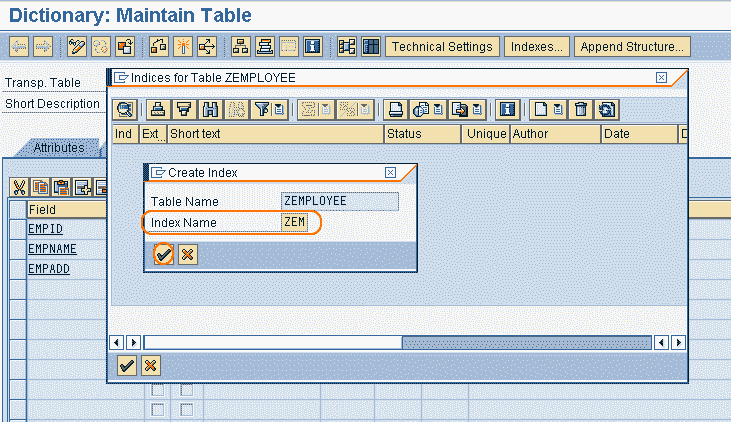 Dictionary: Maintain Table
Technical Settings Indexes... Append Structure...
Transp. Table
Short Description
Indices for Table ZEMPLOYEE
Ind Ext... Short text Status Unique Author Date D
Attributes
Create Index
Table Name ZEMPLOYEE
Index Name ZEM
Field
EMPID
EMPNAME
EMPADD